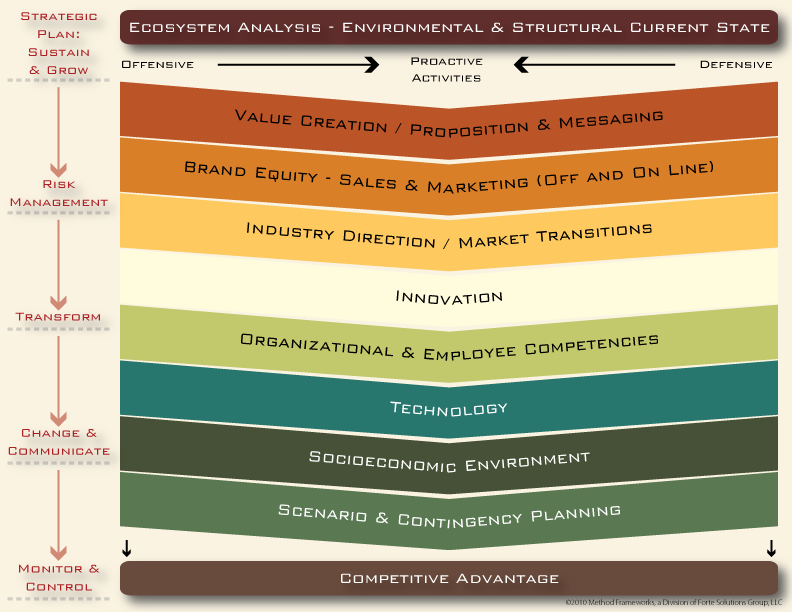 Strategic
Plan:
Sustain
& Grow
Ecosystem Analysis - Environmental & Structural Current State
Offensive
Proactive
Activities
Defensive
Value Creation / Proposition & Messaging
Brand Equity - Sales & Marketing (Off and On Line)
Risk
Management
Industry Direction / Market Transitions
Innovation
Transform
Organizational & Employee Competencies
Technology
Change &
Communicate
Socioeconomic Environment
Scenario & Contingency Planning
Monitor &
Control
Competitive Advantage
©2010 Method Frameworks, a Division of Forte Solutions Group, LLC